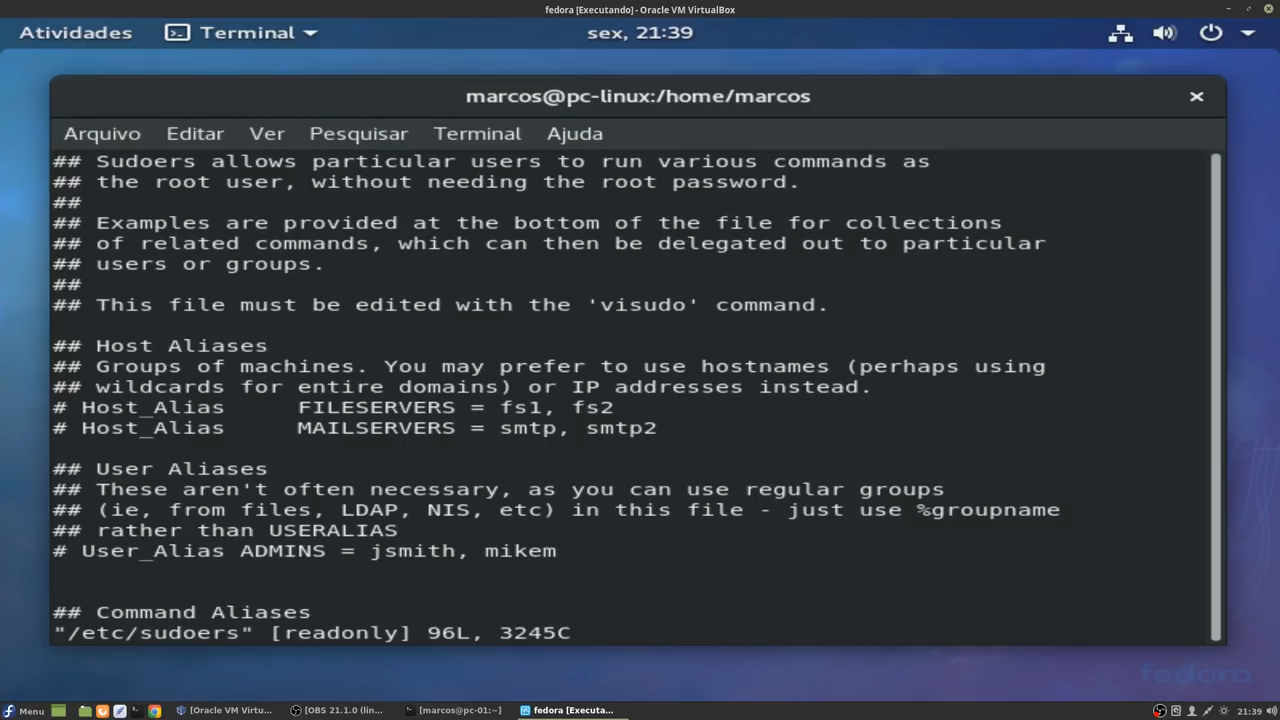 fedora [Executando] - Oracle VM VirtualBox
Atividades
Terminal
sex, 21:39
marcos@pc-linux:/home/marcos
Arquivo Editar Ver Pesquisar Terminal Ajuda
## Sudoers allows particular users to run various commands as
## the root user, without needing the root password.
##
## Examples are provided at the bottom of the file for collections
## of related commands, which can then be delegated out to particular
## users or groups.
##
## This file must be edited with the 'visudo' command.
## Host Aliases
## Groups of machines. You may prefer to use hostnames (perhaps using
## wildcards for entire domains) or IP addresses instead.
# Host_Alias     FILESERVERS = fs1, fs2
# Host_Alias     MAILSERVERS = smtp, smtp2
## User Aliases
## These aren't often necessary, as you can use regular groups
## (ie, from files, LDAP, NIS, etc) in this file - just use %groupname
## rather than USERALIAS
# User_Alias ADMINS = jsmith, mikem
## Command Aliases
"/etc/sudoers" [readonly] 96L, 3245C
fedora
Menu
[Oracle VM Virtu...
[OBS 21.1.0 (lin...
[marcos@pc-01:~]
fedora [Executa...
21:39